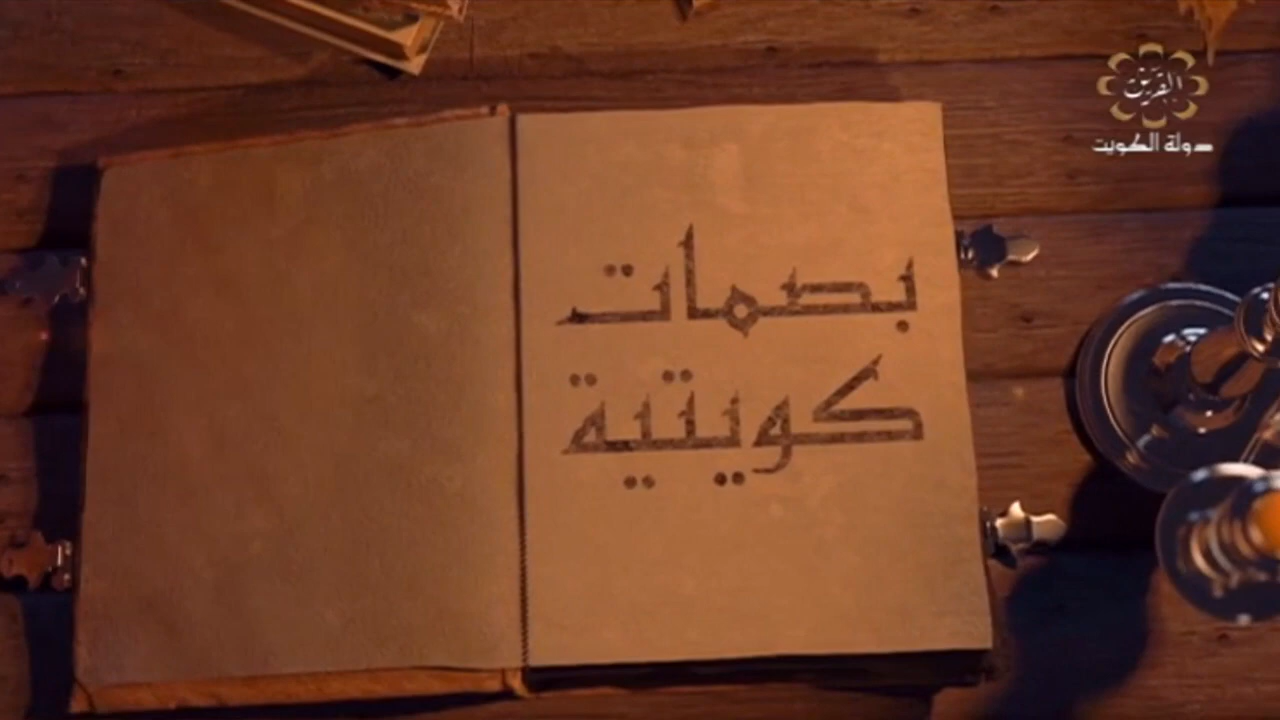 القرين
دولة الكويت
بصمات
كويتية